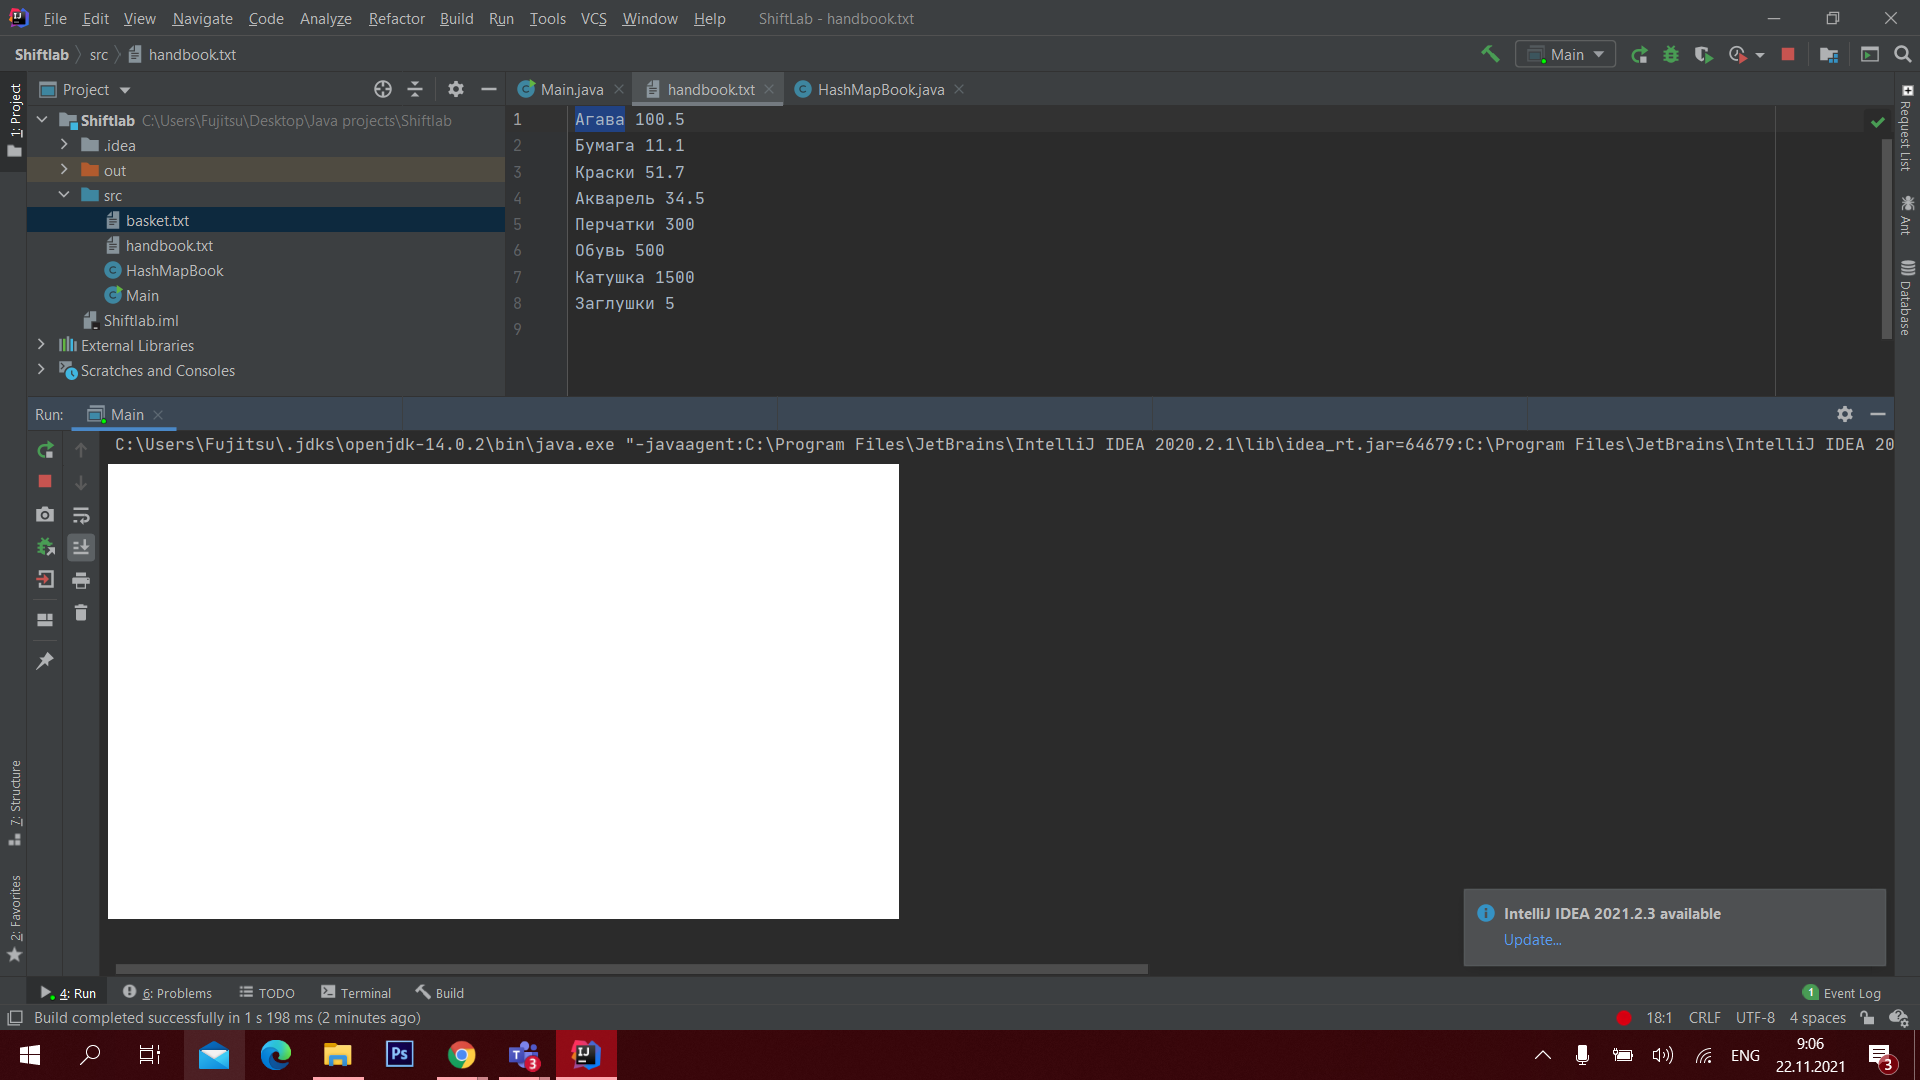 File Edit View Navigate Code Analyze Refactor Build Run Tools VCS Window Help ShiftLab - handbook.txt
Shiftlab src handbook.txt
Main
1: Project
Project
Main.java handbook.txt HashMapBook.java
Shiftlab C:\Users\Fujitsu\Desktop\Java projects\Shiftlab
.idea
out
src
basket.txt
handbook.txt
HashMapBook
Main
Shiftlab.iml
External Libraries
Scratches and Consoles
1 Агава 100.5
2 Бумага 11.1
3 Краски 51.7
4 Акварель 34.5
5 Перчатки 300
6 Обувь 500
7 Катушка 1500
8 Заглушки 5
9
Request List
Ant
Database
Run: Main
C:\Users\Fujitsu\.jdks\openjdk-14.0.2\bin\java.exe "-javaagent:C:\Program Files\JetBrains\IntelliJ IDEA 2020.2.1\lib\idea_rt.jar=64679:C:\Program Files\JetBrains\IntelliJ IDEA 20
7: Structure
2: Favorites
IntelliJ IDEA 2021.2.3 available
Update...
4: Run 6: Problems TODO Terminal Build 1 Event Log
Build completed successfully in 1 s 198 ms (2 minutes ago) 18:1 CRLF UTF-8 4 spaces
Ps 3 IJ ENG 9:06
22.11.2021 3